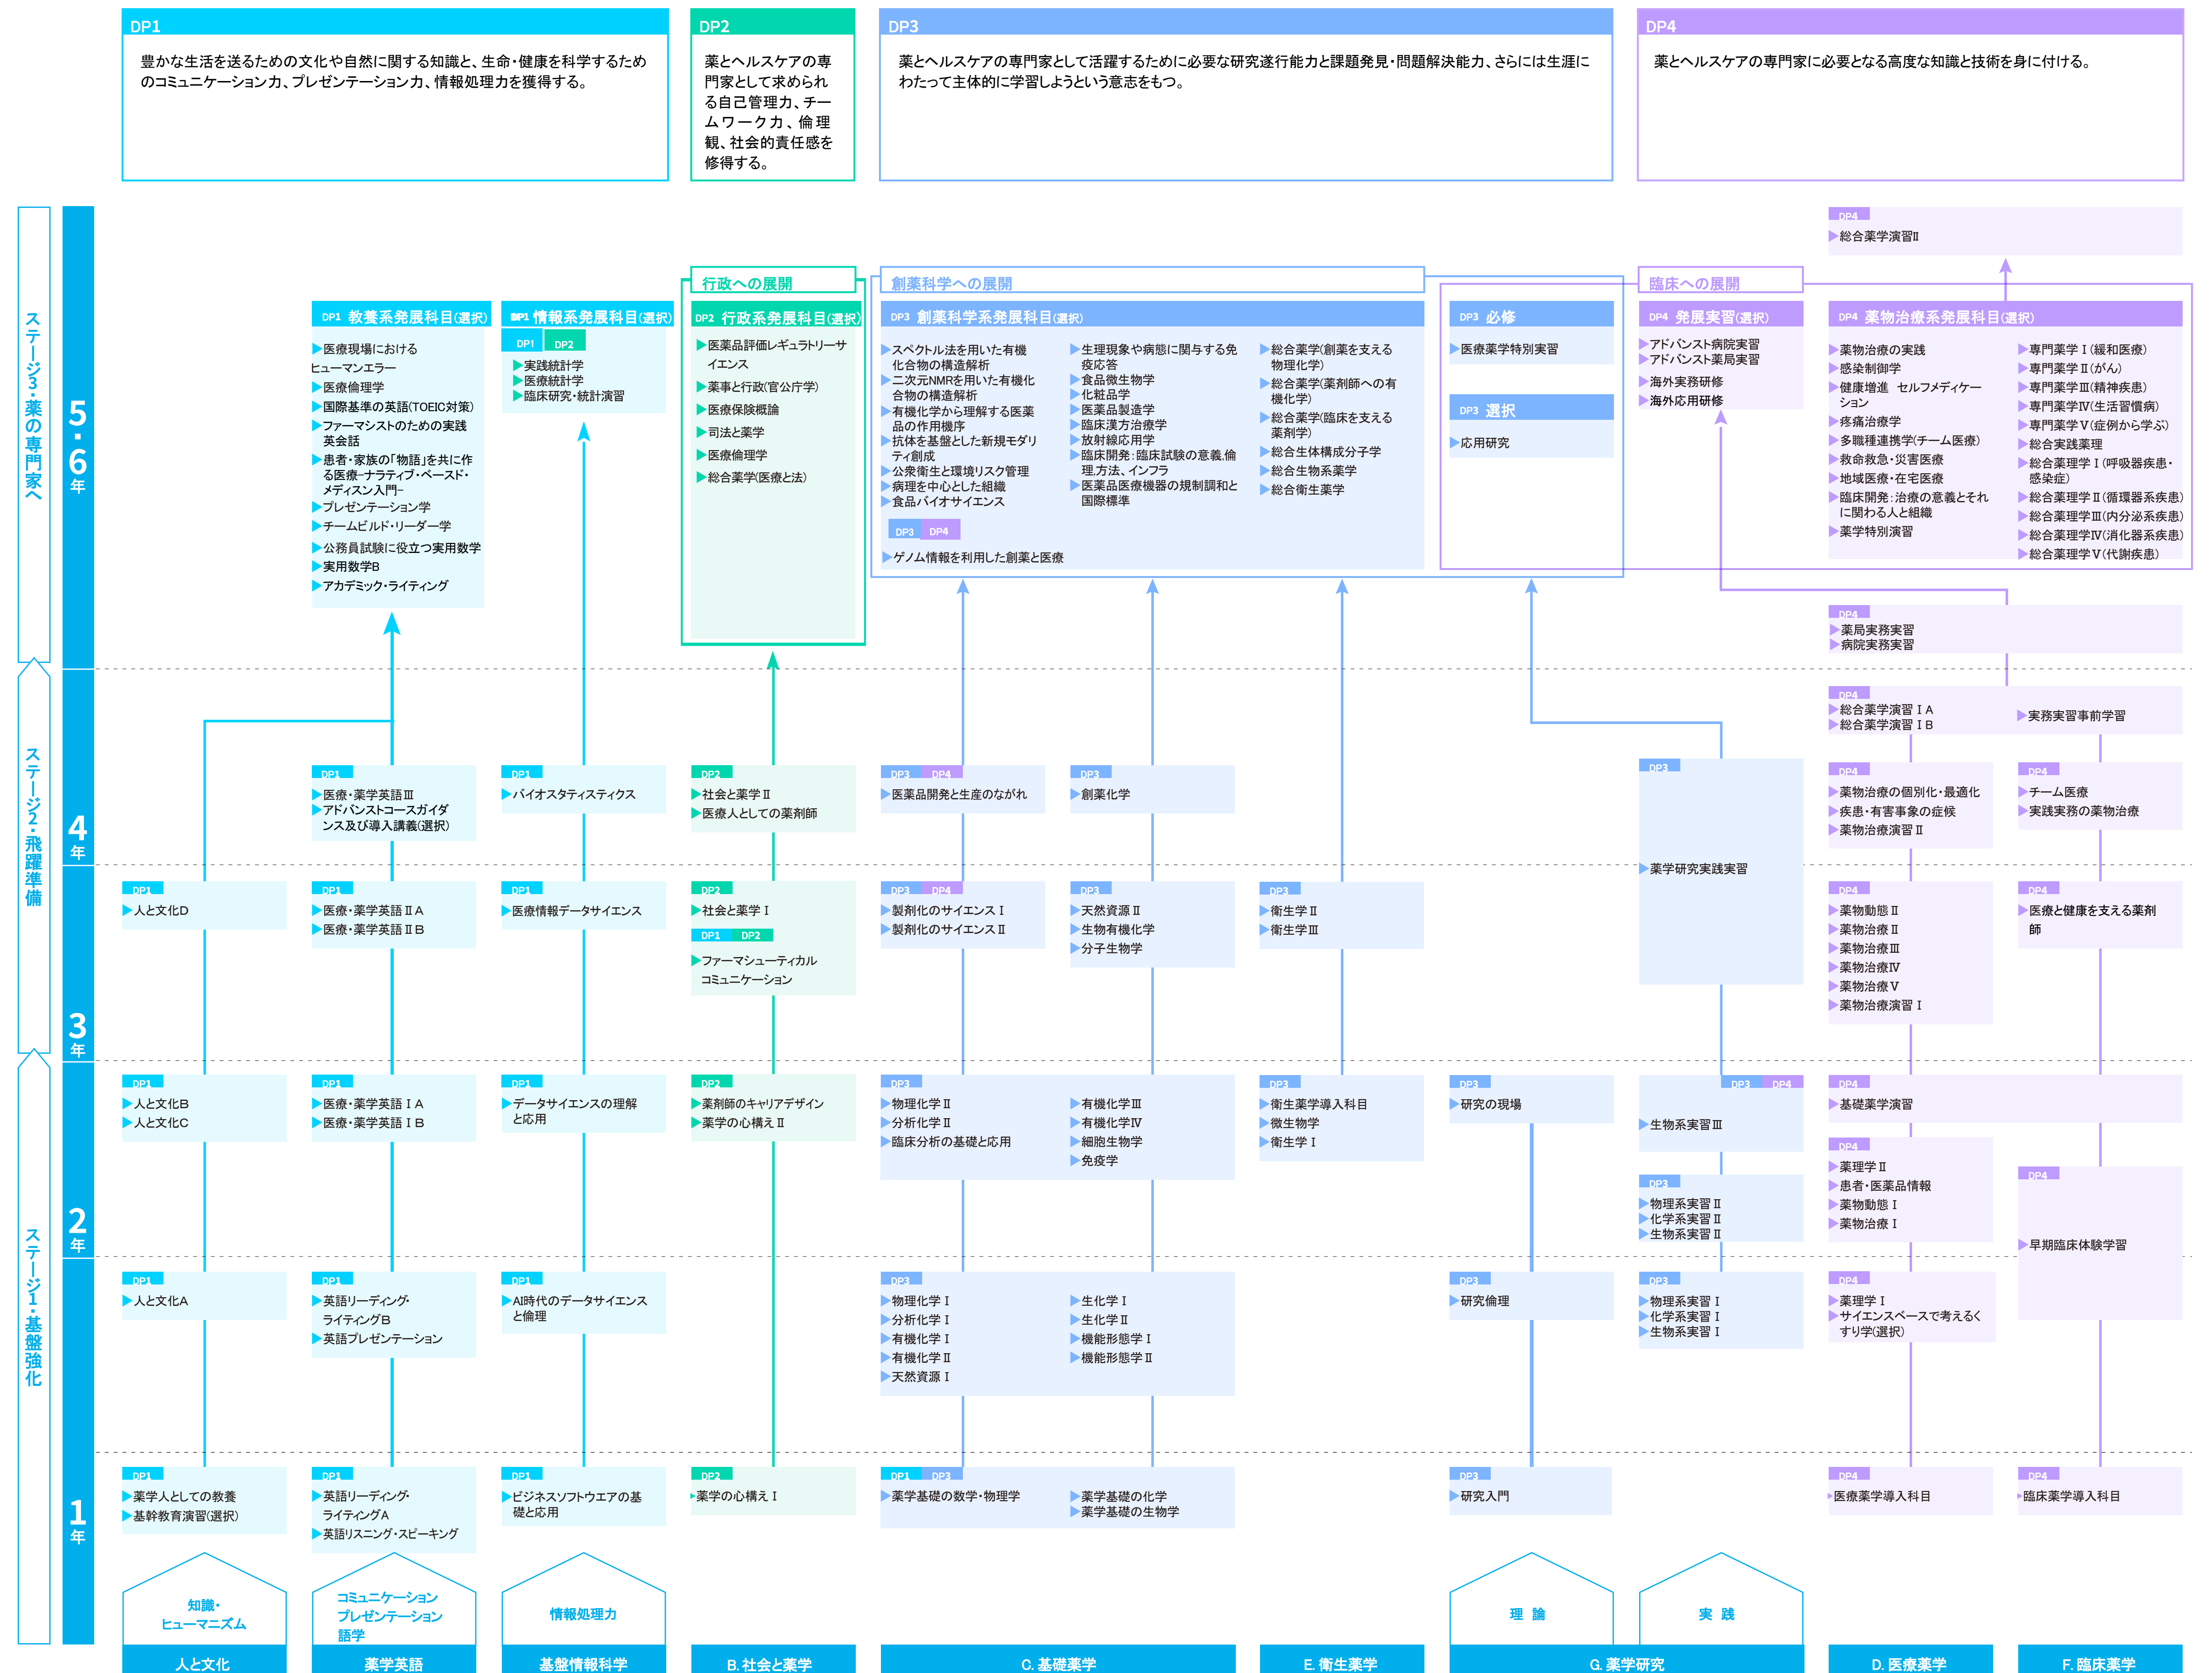 DP1
豊かな生活を送るための文化や自然に関する知識と、生命・健康を科学するため
のコミュニケーション力、プレゼンテーション力、情報処理力を獲得する。
DP2
薬とヘルスケアの専
門家として求めら れ
る自己管理力、チー
ムワーク力、倫理
観、社会的責任感を
修得する。
DP3
薬とヘルスケアの専門家として活躍するために必要な研究遂行能力と課題発見・問題解決能力、さらには生涯に
わたって主体的に学習しようという意志をもつ。
DP4
薬とヘルスケアの専門家に必要となる高度な知識と技術を身に付ける。
ステージ3・薬の専門家へ
5・6年
DP4
▶総合薬学演習Ⅱ
DP1 教養系発展科目(選択)
▶医療現場における
ヒューマンエラー
▶医療倫理学
▶国際基準の英語(TOEIC対策)
▶ファーマシストのための実践
英会話
▶患者・家族の「物語」を共に作
る医療−ナラティブ・ベースド・
メディスン入門−
▶プレゼンテーション学
▶チームビルド・リーダー学
▶公務員試験に役立つ実用数学
▶実用数学B
▶アカデミック・ライティング
DP1 情報系発展科目(選択)
DP1 DP2
▶実践統計学
▶医療統計学
▶臨床研究・統計演習
行政への展開
DP2 行政系発展科目(選択)
▶医薬品評価レギュラトリーサ
イエンス
▶薬事と行政(官公庁学)
▶医療保険概論
▶司法と薬学
▶医療倫理学
▶総合薬学(医療と法)
創薬科学への展開
DP3 創薬科学系発展科目(選択)
▶スペクトル法を用いた有機
化合物の構造解析
▶二次元NMRを用いた有機化
合物の構造解析
▶有機化学から理解する医薬
品の作用機序
▶抗体を基盤とした新規モダリ
ティ創成
▶公衆衛生と環境リスク管理
▶病理を中心とした組織
▶食品バイオサイエンス
DP3 DP4
▶ゲノム情報を利用した創薬と医療
▶生理現象や病態に関与する免
疫応答
▶食品微生物学
▶化粧品学
▶医薬品製造学
▶臨床漢方治療学
▶放射線応用学
▶臨床開発：臨床試験の意義,倫
理,方法、インフラ
▶医薬品医療機器の規制調和と
国際標準
▶総合薬学(創薬を支える
物理化学)
▶総合薬学(薬剤師への有
機化学)
▶総合薬学(臨床を支える
薬剤学)
▶総合生体構成分子学
▶総合生物系薬学
▶総合衛生薬学
DP3 必修
▶医療薬学特別実習
DP3 選択
▶応用研究
臨床への展開
DP4 発展実習(選択)
▶アドバンスト病院実習
▶アドバンスト薬局実習
▶海外実務研修
▶海外応用研修
DP4 薬物治療系発展科目(選択)
▶薬物治療の実践
▶感染制御学
▶健康増進 セルフメディケー
ション
▶疼痛治療学
▶多職種連携学(チーム医療)
▶救命救急・災害医療
▶地域医療・在宅医療
▶臨床開発：治療の意義とそれ
に関わる人と組織
▶薬学特別演習
▶専門薬学Ⅰ(緩和医療)
▶専門薬学Ⅱ(がん)
▶専門薬学Ⅲ(精神疾患)
▶専門薬学Ⅳ(生活習慣病)
▶専門薬学Ⅴ(症例から学ぶ)
▶総合実践薬理
▶総合薬理学Ⅰ(呼吸器疾患・
感染症)
▶総合薬理学Ⅱ(循環器系疾患)
▶総合薬理学Ⅲ(内分泌系疾患)
▶総合薬理学Ⅳ(消化器系疾患)
▶総合薬理学Ⅴ(代謝疾患)
DP4
▶薬局実務実習
▶病院実務実習
ステージ2・飛躍準備
4年
DP4
▶総合薬学演習ⅠA
▶総合薬学演習ⅠB
▶実務実習事前学習
DP1
▶医療・薬学英語Ⅲ
▶アドバンストコースガイダ
ンス及び導入講義(選択)
DP1
▶バイオスタティスティクス
DP2
▶社会と薬学Ⅱ
▶医療人としての薬剤師
DP3 DP4
▶医薬品開発と生産のながれ
DP3
▶創薬化学
DP3
▶薬学研究実践実習
DP4
▶薬物治療の個別化・最適化
▶疾患・有害事象の症候
▶薬物治療演習Ⅱ
DP4
▶チーム医療
▶実践実務の薬物治療
3年
DP1
▶人と文化D
DP1
▶医療・薬学英語ⅡA
▶医療・薬学英語ⅡB
DP1
▶医療情報データサイエンス
DP2
▶社会と薬学Ⅰ
DP1 DP2
▶ファーマシューティカル
コミュニケーション
DP3 DP4
▶製剤化のサイエンスⅠ
▶製剤化のサイエンスⅡ
DP3
▶天然資源Ⅱ
▶生物有機化学
▶分子生物学
DP3
▶衛生学Ⅱ
▶衛生学Ⅲ
DP4
▶薬物動態Ⅱ
▶薬物治療Ⅱ
▶薬物治療Ⅲ
▶薬物治療Ⅳ
▶薬物治療Ⅴ
▶薬物治療演習Ⅰ
DP4
▶医療と健康を支える薬剤
師
ステージ1・基盤強化
2年
DP1
▶人と文化B
▶人と文化C
DP1
▶医療・薬学英語ⅠA
▶医療・薬学英語ⅠB
DP1
▶データサイエンスの理解
と応用
DP2
▶薬剤師のキャリアデザイン
▶薬学の心構えⅡ
DP3
▶物理化学Ⅱ
▶分析化学Ⅱ
▶臨床分析の基礎と応用
▶有機化学Ⅲ
▶有機化学Ⅳ
▶細胞生物学
▶免疫学
DP3
▶衛生薬学導入科目
▶微生物学
▶衛生学Ⅰ
DP3
▶研究の現場
DP3 DP4
▶生物系実習Ⅲ
DP3
▶物理系実習Ⅱ
▶化学系実習Ⅱ
▶生物系実習Ⅱ
DP4
▶基礎薬学演習
DP4
▶薬理学Ⅱ
▶患者・医薬品情報
▶薬物動態Ⅰ
▶薬物治療Ⅰ
DP4
▶早期臨床体験学習
1年
DP1
▶人と文化A
DP1
▶英語リーディング・
ライティングB
▶英語プレゼンテーション
DP1
▶AI時代のデータサイエンス
と倫理
DP3
▶物理化学Ⅰ
▶分析化学Ⅰ
▶有機化学Ⅰ
▶有機化学Ⅱ
▶天然資源Ⅰ
▶生化学Ⅰ
▶生化学Ⅱ
▶機能形態学Ⅰ
▶機能形態学Ⅱ
DP3
▶研究倫理
DP3
▶物理系実習Ⅰ
▶化学系実習Ⅰ
▶生物系実習Ⅰ
DP4
▶薬理学Ⅰ
▶サイエンスベースで考えるく
すり学(選択)
DP1
▶薬学人としての教養
▶基幹教育演習(選択)
DP1
▶英語リーディング・
ライティングA
▶英語リスニング・スピーキング
DP1
▶ビジネスソフトウエアの基
礎と応用
DP2
▶薬学の心構えⅠ
DP1 DP3
▶薬学基礎の数学・物理学
▶薬学基礎の化学
▶薬学基礎の生物学
DP3
▶研究入門
DP4
▶医療薬学導入科目
DP4
▶臨床薬学導入科目
知識・
ヒューマニズム
コミュニケーション
プレゼンテーション
語学
情報処理力
理 論
実 践
人と文化
薬学英語
基盤情報科学
B. 社会と薬学
C. 基礎薬学
E. 衛生薬学
G. 薬学研究
D. 医療薬学
F. 臨床薬学